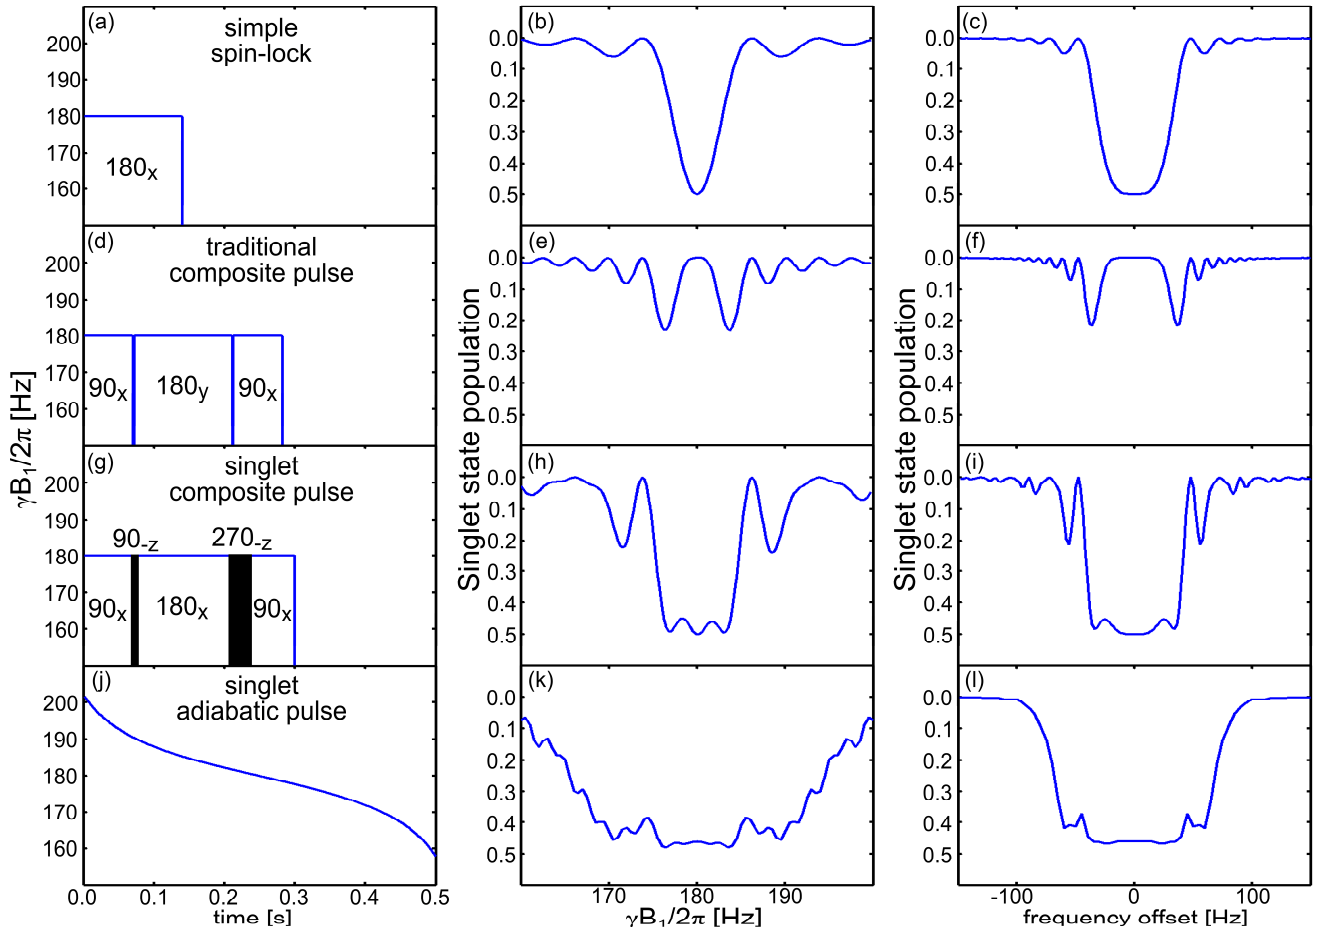 (a) simple
spin-lock
200
190
180
170
160
180x
(b)
0.0
0.1
0.2
0.3
0.4
0.5
(c)
0.0
0.1
0.2
0.3
0.4
0.5
(d) traditional
composite pulse
200
190
180
170
160
90x 180y 90x
(e)
0.0
0.1
0.2
0.3
0.4
0.5
(f)
0.0
0.1
0.2
0.3
0.4
0.5
γB1/2π [Hz]
Singlet state population
Singlet state population
(g) singlet
composite pulse
200
190
180
170
160
90-z 270-z
90x 180x 90x
(h)
0.0
0.1
0.2
0.3
0.4
0.5
(i)
0.0
0.1
0.2
0.3
0.4
0.5
(j) singlet
adiabatic pulse
200
190
180
170
160
0.0 0.1 0.2 0.3 0.4 0.5
time [s]
(k)
0.0
0.1
0.2
0.3
0.4
0.5
170 180 190
γB1/2π [Hz]
(l)
0.0
0.1
0.2
0.3
0.4
0.5
-100 0 100
frequency offset [Hz]